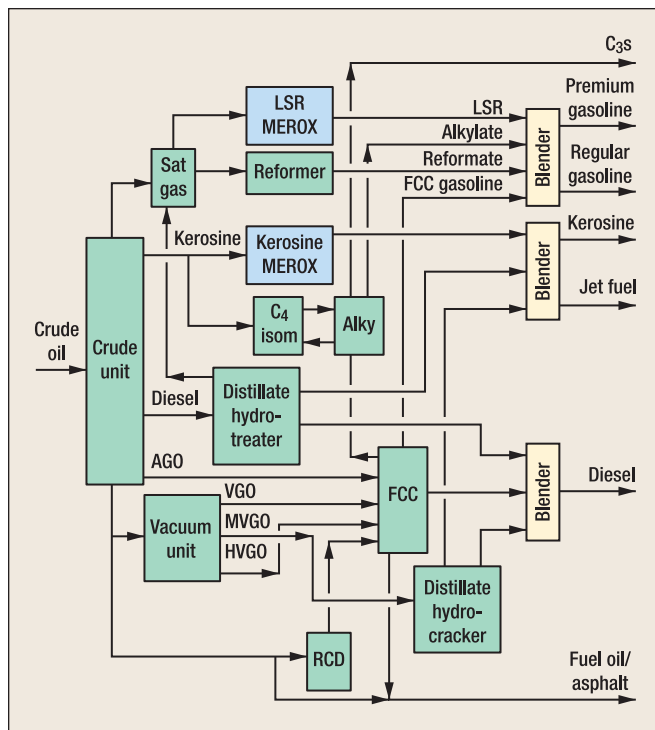 C3s
LSR
MEROX
LSR
Premium
gasoline
Alkylate
Sat
gas
Reformer
Reformate
Blender
Regular
gasoline
FCC gasoline
Kerosine
Kerosine
MEROX
Blender
Kerosine
Jet fuel
C4
isom
Alky
Crude
oil
Crude
unit
Diesel
Distillate
hydro-
treater
AGO
FCC
Blender
Diesel
VGO
Vacuum
unit
MVGO
HVGO
Distillate
hydro-
cracker
RCD
Fuel oil/
asphalt